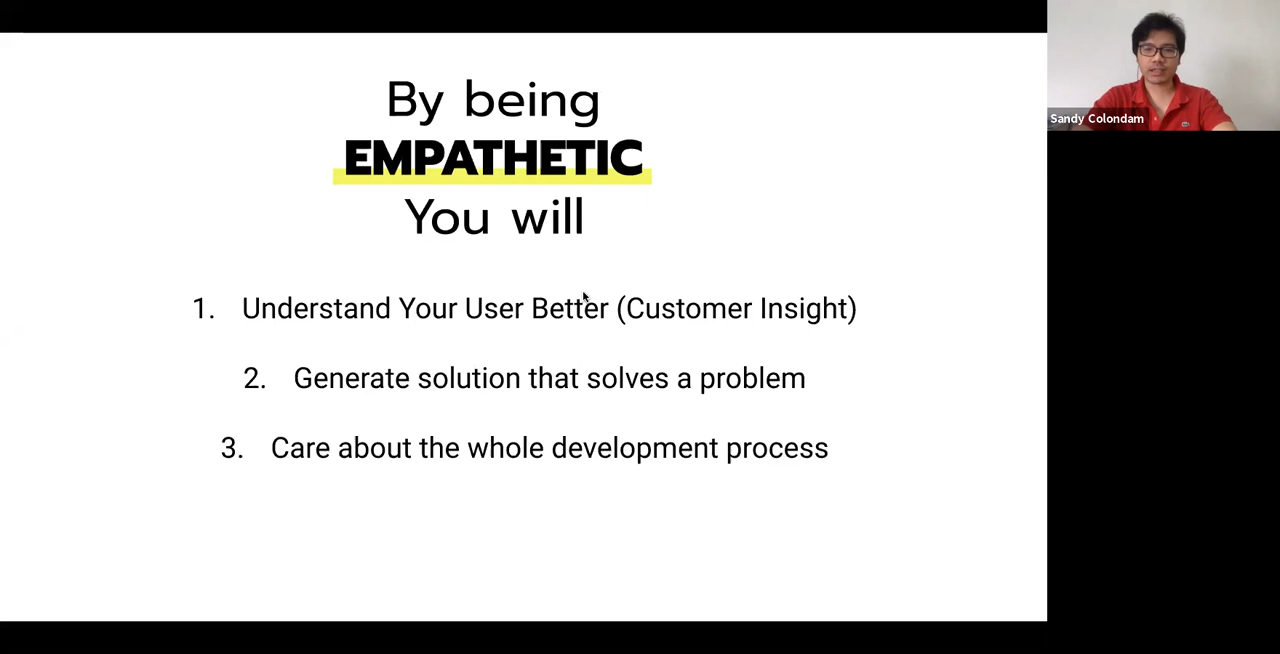 By being
EMPATHETIC
You will
1. Understand Your User Better (Customer Insight)
2. Generate solution that solves a problem
3. Care about the whole development process
Sandy Colondam